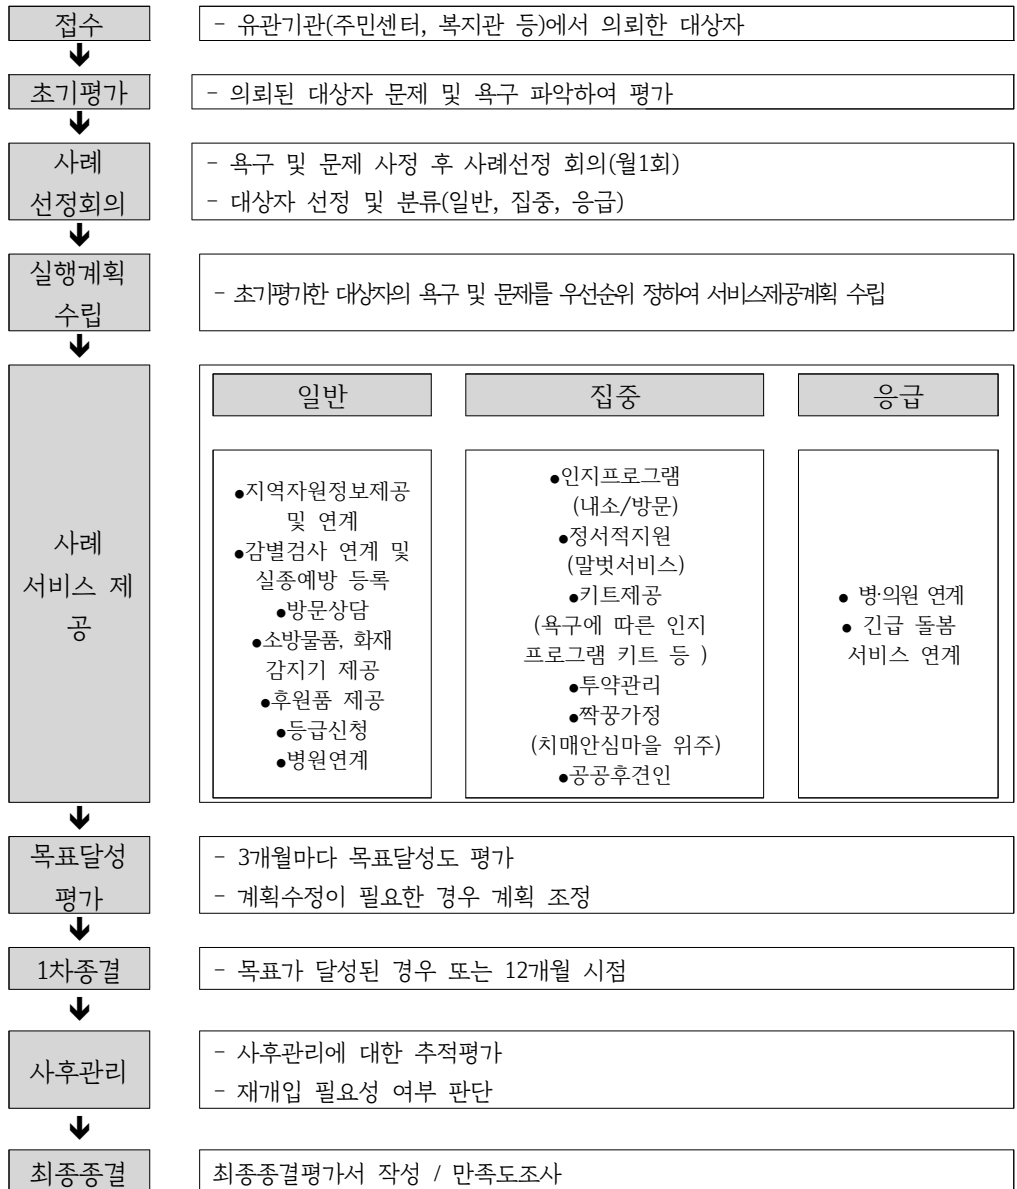 접수
- 유관기관(주민센터, 복지관 등)에서 의뢰한 대상자
초기평가
- 의뢰된 대상자 문제 및 욕구 파악하여 평가
사례
선정회의
- 욕구 및 문제 사정 후 사례선정 회의(월1회)
- 대상자 선정 및 분류(일반, 집중, 응급)
실행계획
수립
- 초기평가한 대상자의 욕구 및 문제를 우선순위 정하여 서비스제공계획 수립
사례
서비스 제
공
일반
●지역자원정보제공
및 연계
●감별검사 연계 및
실종예방 등록
●방문상담
●소방물품, 화재
감지기 제공
●후원품 제공
●등급신청
●병원연계
집중
●인지프로그램
(내소/방문)
●정서적지원
(말벗서비스)
●키트제공
(욕구에 따른 인지
프로그램 키트 등 )
●투약관리
●짝꿍가정
(치매안심마을 위주)
●공공후견인
응급
● 병·의원 연계
● 긴급 돌봄
서비스 연계
목표달성
평가
- 3개월마다 목표달성도 평가
- 계획수정이 필요한 경우 계획 조정
1차종결
- 목표가 달성된 경우 또는 12개월 시점
사후관리
- 사후관리에 대한 추적평가
- 재개입 필요성 여부 판단
최종종결
최종종결평가서 작성 / 만족도조사